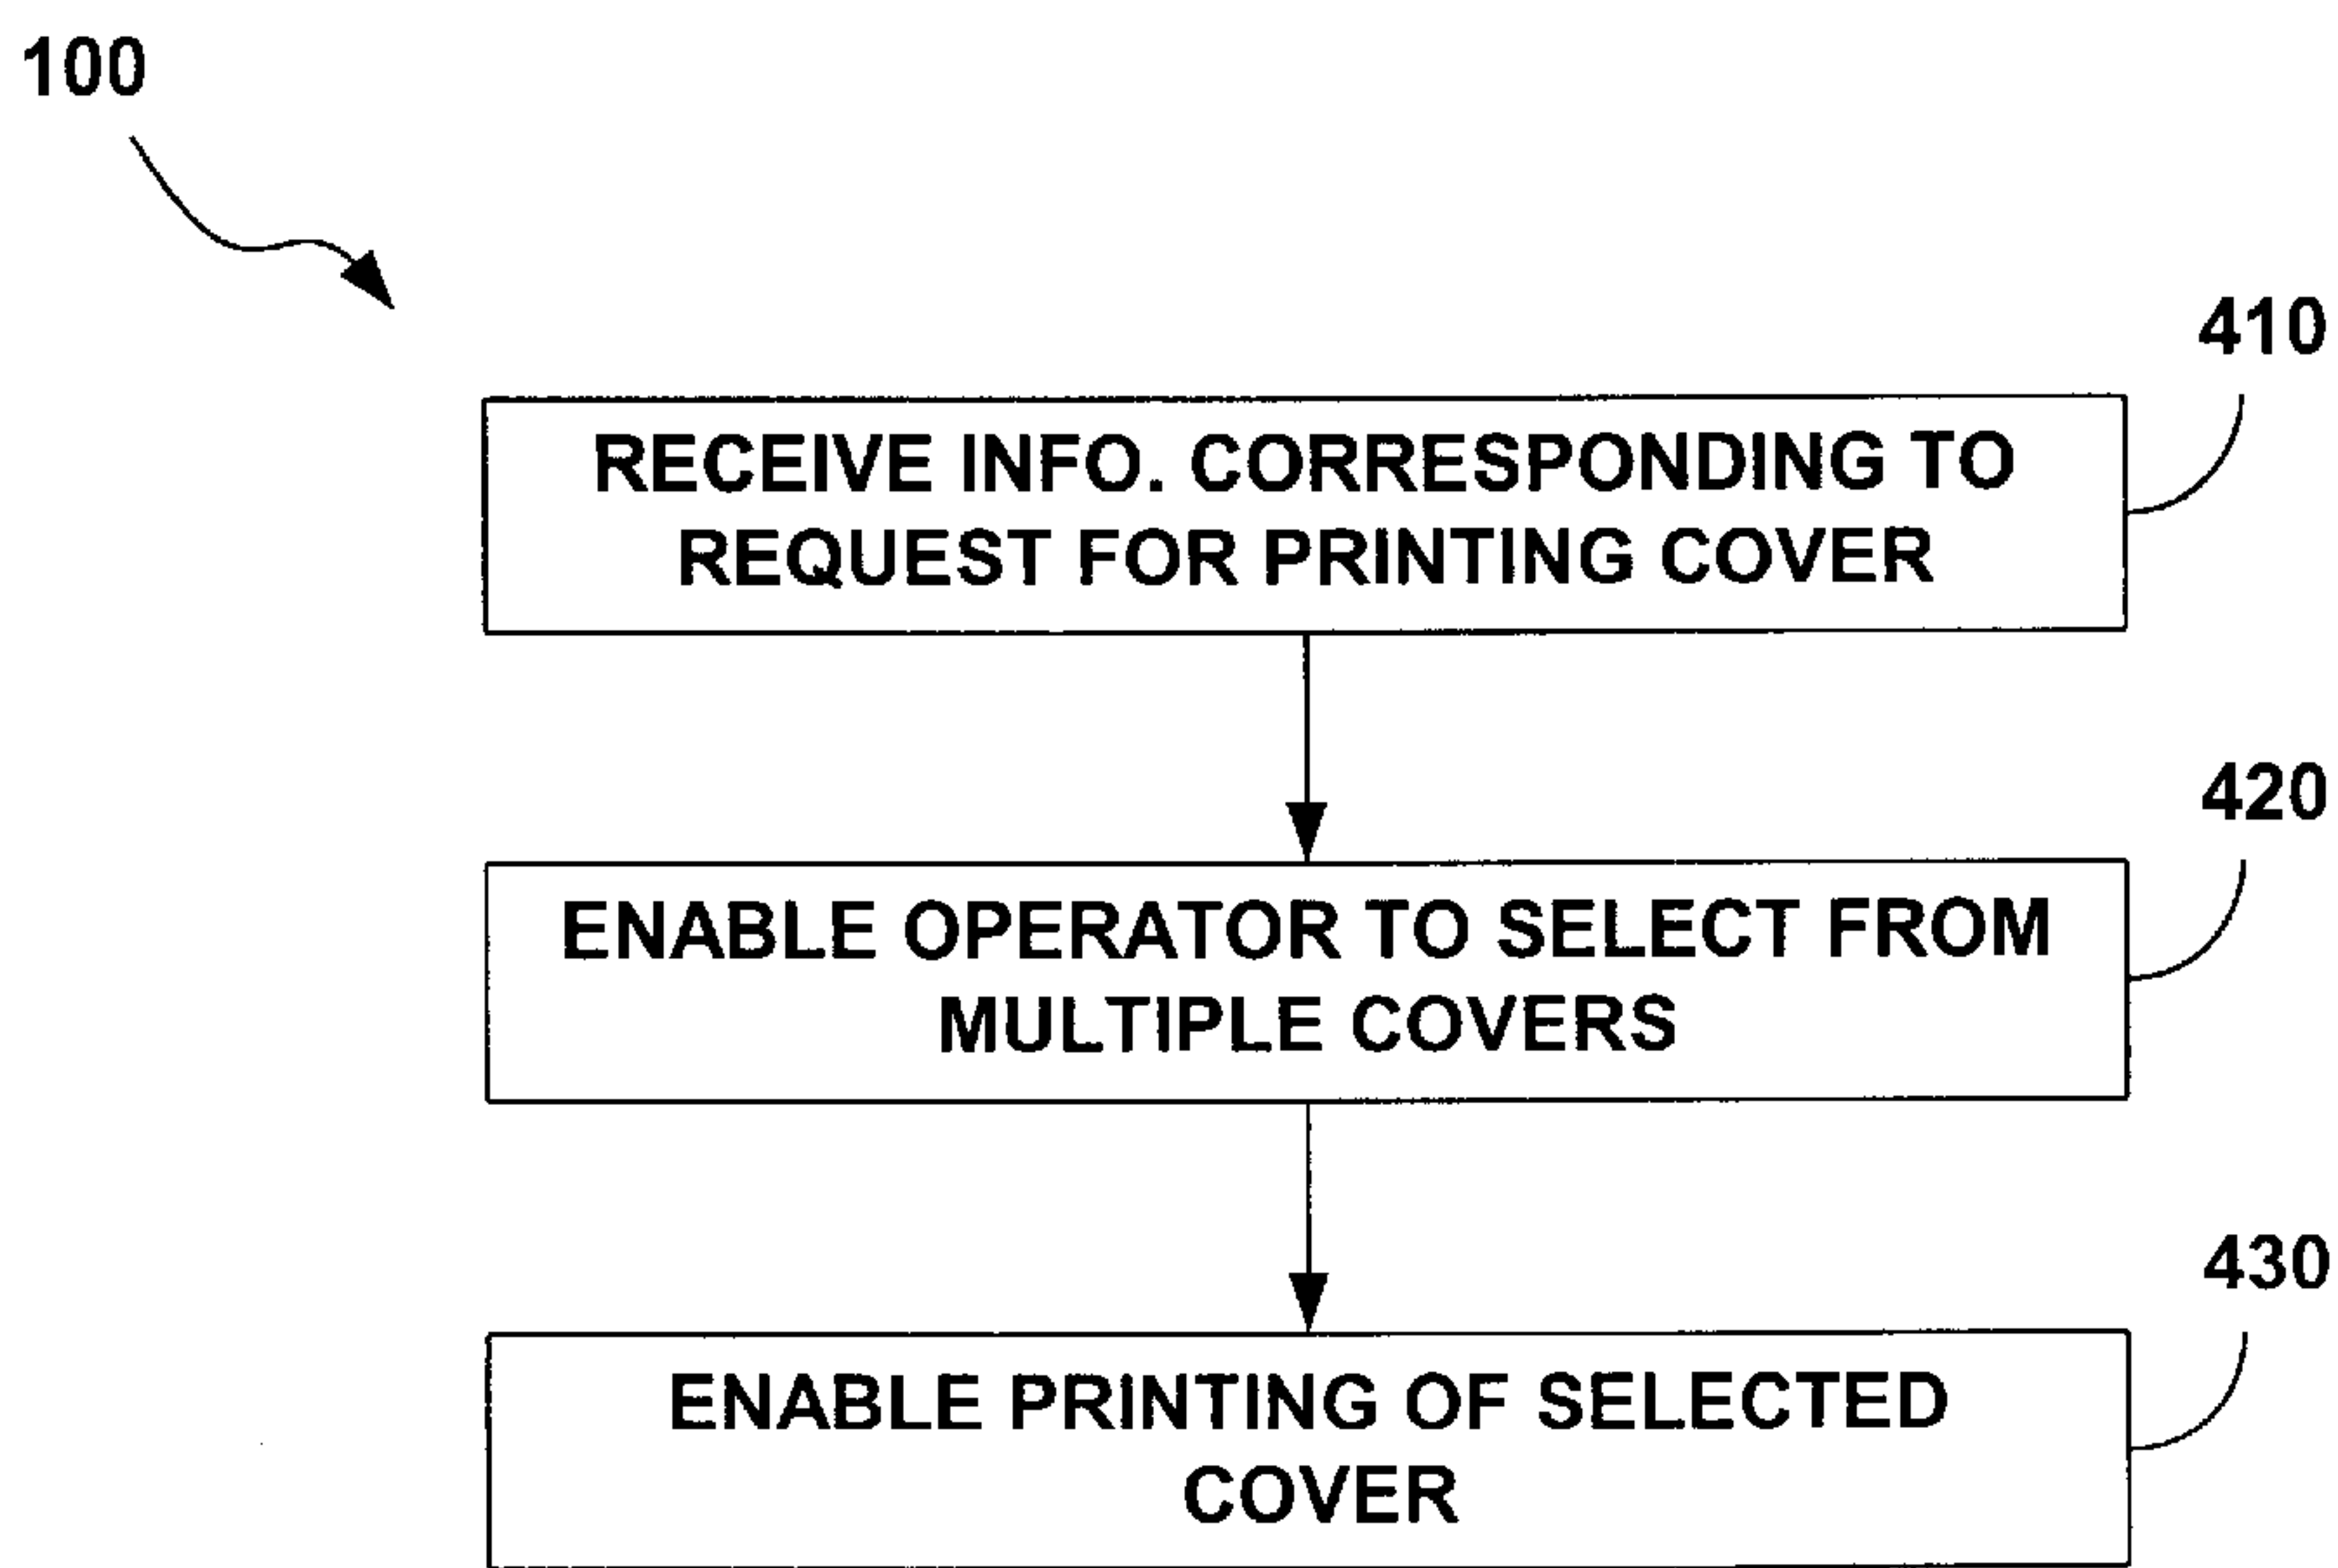 100
410
RECEIVE INFO. CORRESPONDING TO
REQUEST FOR PRINTING COVER
420
ENABLE OPERATOR TO SELECT FROM
MULTIPLE COVERS
430
ENABLE PRINTING OF SELECTED
COVER